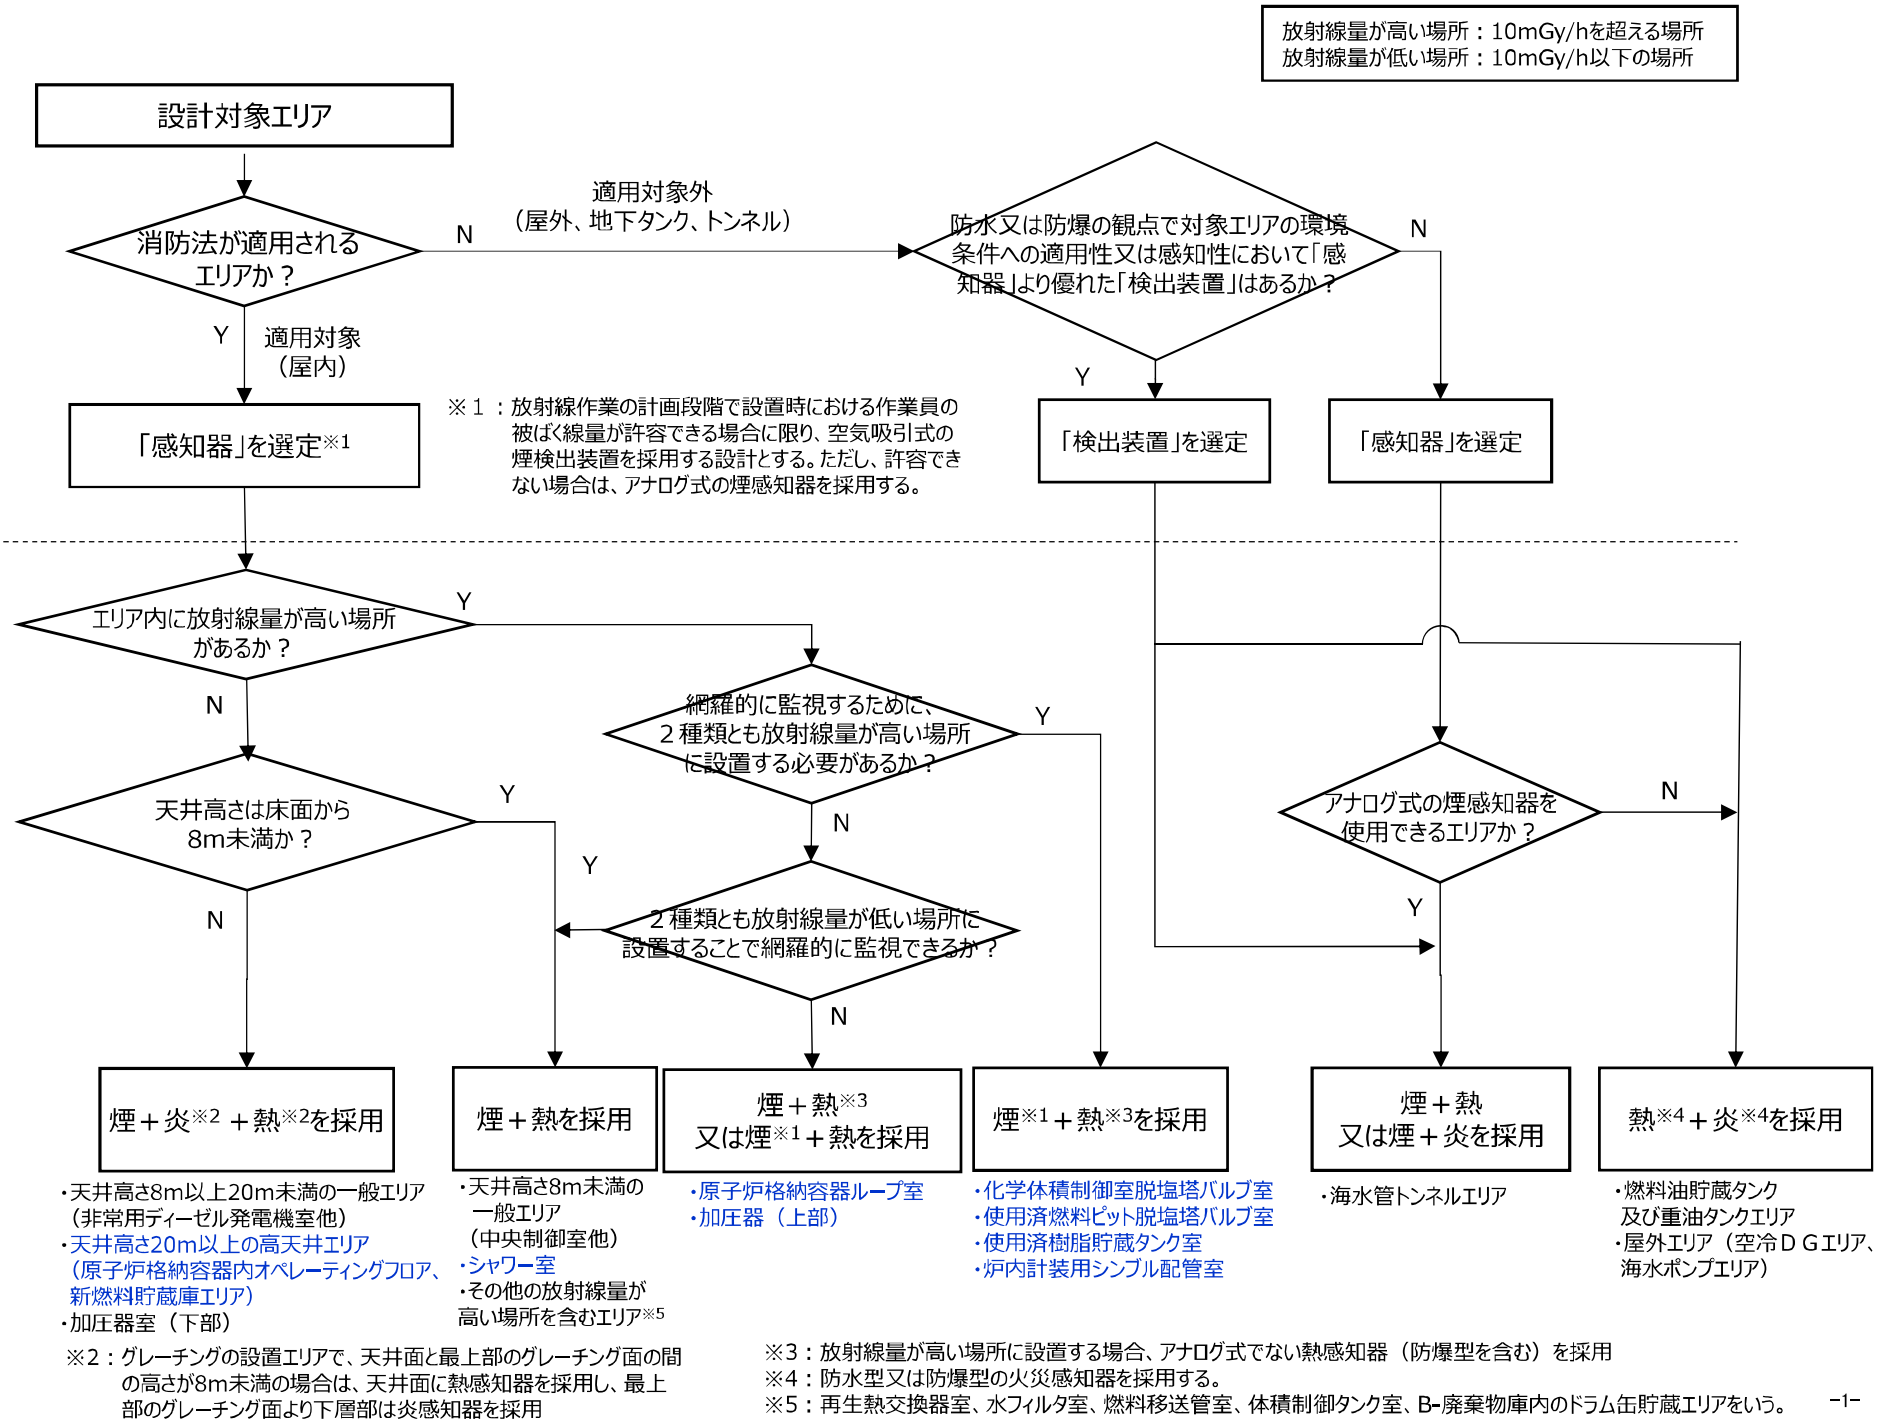 放射線量が高い場所：10mGy/hを超える場所
放射線量が低い場所：10mGy/h以下の場所
設計対象エリア
消防法が適用される
エリアか？
N
適用対象外
（屋外、地下タンク、トンネル）
防水又は防爆の観点で対象エリアの環境
条件への適用性又は感知性において「感
知器」より優れた「検出装置」はあるか？
N
Y
適用対象
（屋内）
Y
「感知器」を選定※1
※１：放射線作業の計画段階で設置時における作業員の
被ばく線量が許容できる場合に限り、空気吸引式の
煙検出装置を採用する設計とする。ただし、許容でき
ない場合は、アナログ式の煙感知器を採用する。
「検出装置」を選定
「感知器」を選定
エリア内に放射線量が高い場所
があるか？
Y
N
網羅的に監視するために、
２種類とも放射線量が高い場所
に設置する必要があるか？
Y
N
天井高さは床面から
8m未満か？
Y
N
アナログ式の煙感知器を
使用できるエリアか？
N
Y
２種類とも放射線量が低い場所に
設置することで網羅的に監視できるか？
Y
N
煙＋炎※2＋熱※2を採用
煙＋熱を採用
煙＋熱※3
又は煙※1＋熱を採用
煙※1＋熱※3を採用
煙＋熱
又は煙＋炎を採用
熱※4＋炎※4を採用
・天井高さ8m以上20m未満の一般エリア
（非常用ディーゼル発電機室他）
・天井高さ20m以上の高天井エリア
（原子炉格納容器内オペレーティングフロア、
新燃料貯蔵庫エリア）
・加圧器室（下部）
・天井高さ8m未満の
一般エリア
（中央制御室他）
・シャワー室
・その他の放射線量が
高い場所を含むエリア※5
・原子炉格納容器ループ室
・加圧器（上部）
・化学体積制御室脱塩塔バルブ室
・使用済燃料ピット脱塩塔バルブ室
・使用済樹脂貯蔵タンク室
・炉内計装用シンブル配管室
・海水管トンネルエリア
・燃料油貯蔵タンク
及び重油タンクエリア
・屋外エリア（空冷ＤＧエリア、
海水ポンプエリア）
※2：グレーチングの設置エリアで、天井面と最上部のグレーチング面の間
の高さが8m未満の場合は、天井面に熱感知器を採用し、最上
部のグレーチング面より下層部は炎感知器を採用
※3：放射線量が高い場所に設置する場合、アナログ式でない熱感知器（防爆型を含む）を採用
※4：防水型又は防爆型の火災感知器を採用する。
※5：再生熱交換器室、水フィルタ室、燃料移送管室、体積制御タンク室、B-廃棄物庫内のドラム缶貯蔵エリアをいう。
-1-